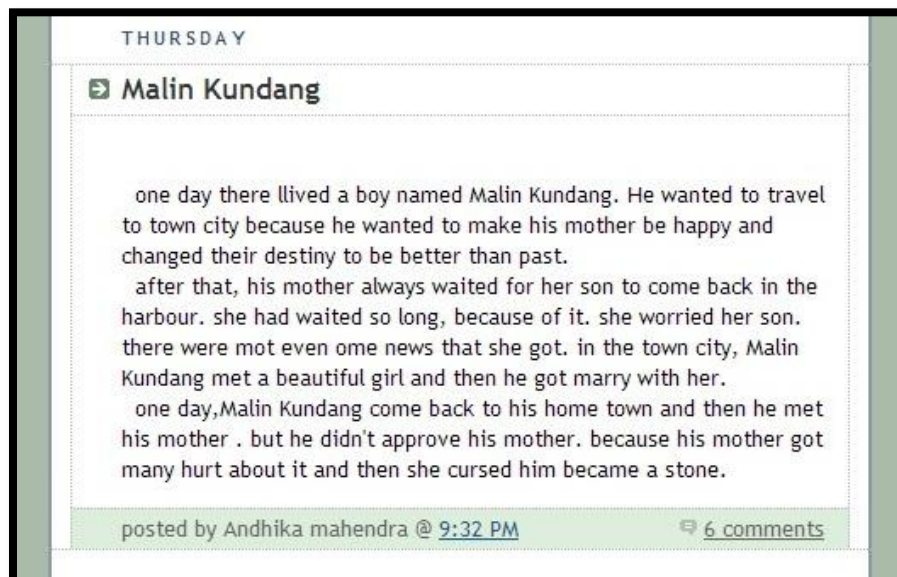 THURSDAY
Malin Kundang
one day there llived a boy named Malin Kundang. He wanted to travel
to town city because he wanted to make his mother be happy and
changed their destiny to be better than past.
after that, his mother always waited for her son to come back in the
harbour. she had waited so long, because of it. she worried her son.
there were mot even ome news that she got. in the town city, Malin
Kundang met a beautiful girl and then he got marry with her.
one day,Malin Kundang come back to his home town and then he met
his mother . but he didn't approve his mother. because his mother got
many hurt about it and then she cursed him became a stone.
posted by Andhika mahendra @ 9:32 PM 6 comments